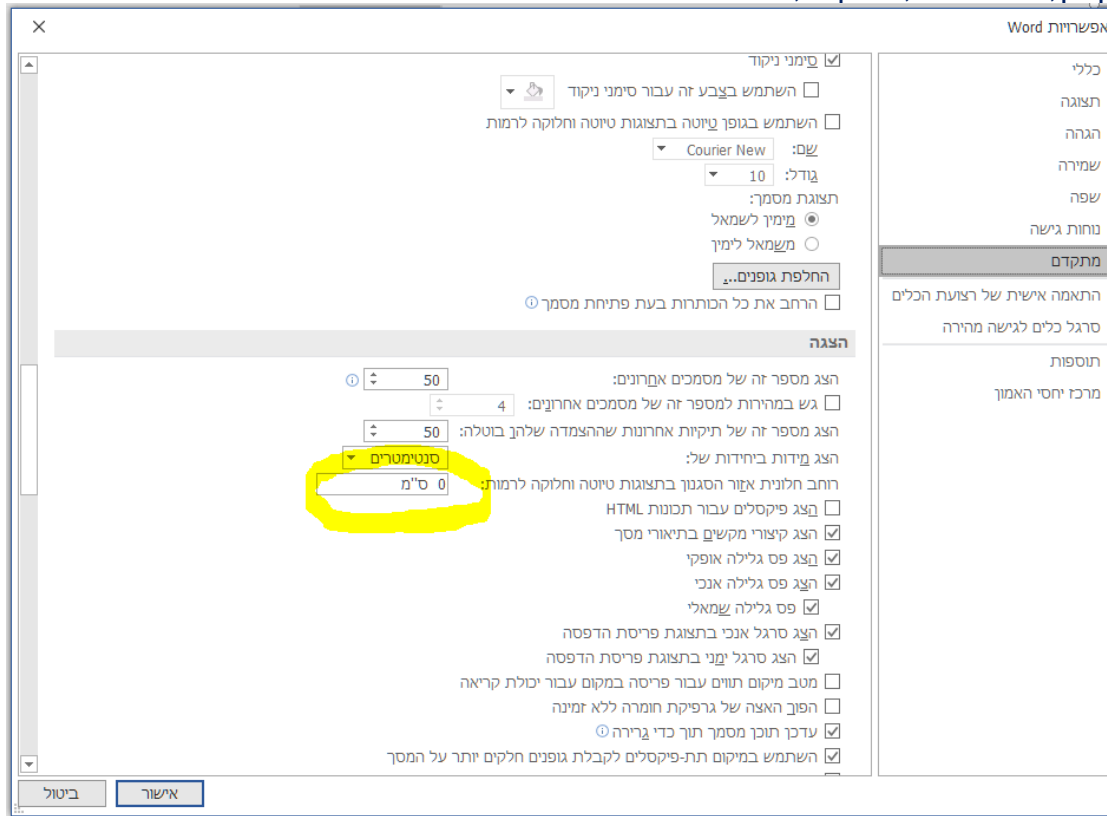 אפשרויות Word
כללי
תצוגה
הגהה
שמירה
שפה
נוחות גישה
מתקדם
התאמה אישית של רצועת הכלים
סרגל כלים לגישה מהירה
תוספות
מרכז יחסי האמון
סימני ניקוד
השתמש בצבע זה עבור סימני ניקוד
השתמש בגופן טיוטה בתצוגות טיוטה וחלוקה לרמות
שם: Courier New
גודל: 10
תצוגת מסמך:
מימין לשמאל
משמאל לימין
החלפת גופנים...
הרחב את כל הכותרות בעת פתיחת מסמך
הצגה
הצג מספר זה של מסמכים אחרונים: 50
גש במהירות למספר זה של מסמכים אחרונים: 4
הצג מספר זה של תיקיות אחרונות שההצמדה שלהן בוטלה: 50
הצג מידות ביחידות של: סנטימטרים
רוחב חלונית אזור הסגנון בתצוגות טיוטה וחלוקה לרמות: 0 ס"מ
הצג פיקסלים עבור תכונות HTML
הצג קיצורי מקשים בתיאורי מסך
הצג פס גלילה אופקי
הצג פס גלילה אנכי
פס גלילה שמאלי
הצג סרגל אנכי בתצוגת פריסת הדפסה
הצג סרגל ימני בתצוגת פריסת הדפסה
מטב מיקום תווים עבור פריסה במקום עבור יכולת קריאה
הפוך האצה של גרפיקת חומרה ללא זמינה
עדכן תוכן מסמך תוך כדי גרירה
השתמש במיקום תת-פיקסלים לקבלת גופנים חלקים יותר על המסך
אישור
ביטול